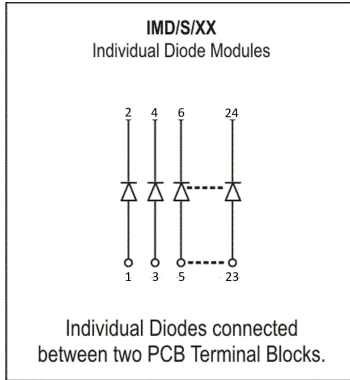 IMD/S/XX
Individual Diode Modules
2 4 6 24
1 3 5 23
Individual Diodes connected
between two PCB Terminal Blocks.